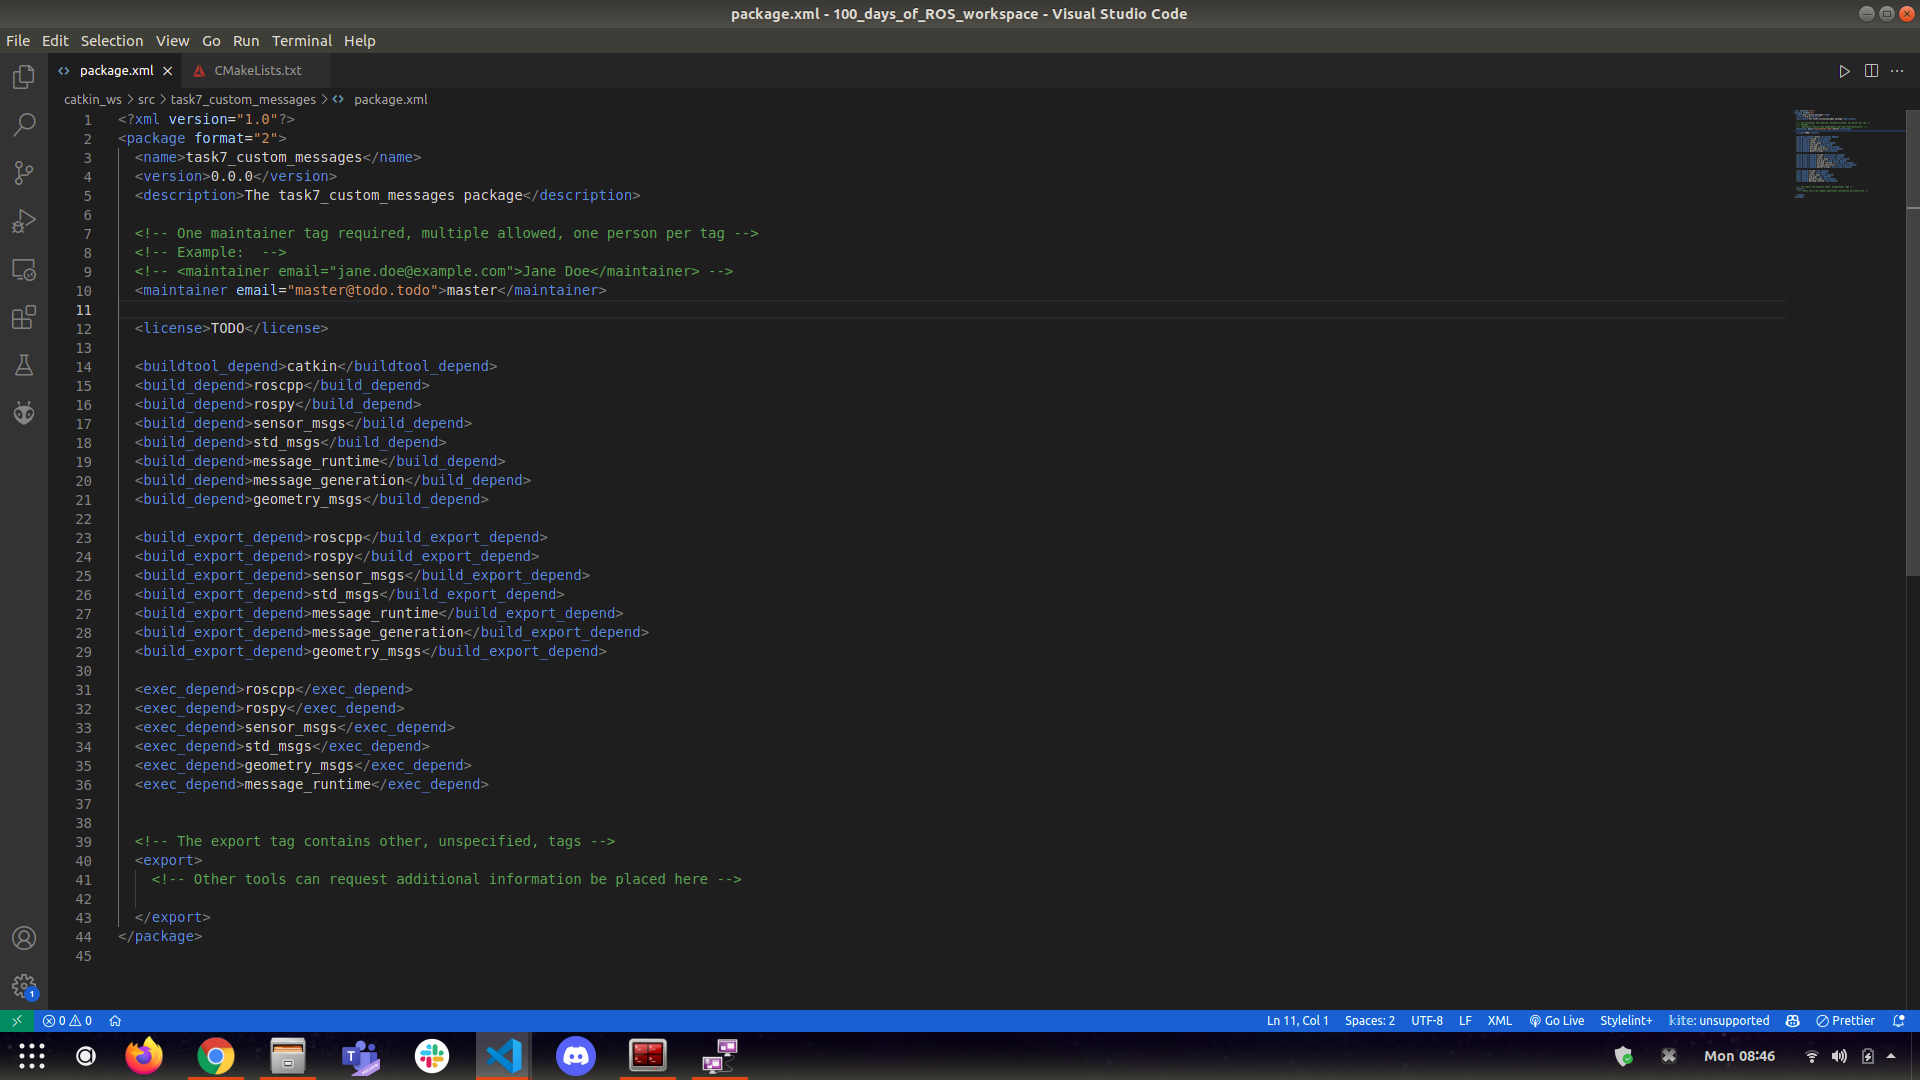 package.xml - 100_days_of_ROS_workspace - Visual Studio Code
File Edit Selection View Go Run Terminal Help
package.xml CMakeLists.txt
catkin_ws > src > task7_custom_messages > package.xml
1 <?xml version="1.0"?>
2 <package format="2">
3 <name>task7_custom_messages</name>
4 <version>0.0.0</version>
5 <description>The task7_custom_messages package</description>
6
7 <!-- One maintainer tag required, multiple allowed, one person per tag -->
8 <!-- Example:  -->
9 <!-- <maintainer email="jane.doe@example.com">Jane Doe</maintainer> -->
10 <maintainer email="master@todo.todo">master</maintainer>
11
12 <license>TODO</license>
13
14 <buildtool_depend>catkin</buildtool_depend>
15 <build_depend>roscpp</build_depend>
16 <build_depend>rospy</build_depend>
17 <build_depend>sensor_msgs</build_depend>
18 <build_depend>std_msgs</build_depend>
19 <build_depend>message_runtime</build_depend>
20 <build_depend>message_generation</build_depend>
21 <build_depend>geometry_msgs</build_depend>
22
23 <build_export_depend>roscpp</build_export_depend>
24 <build_export_depend>rospy</build_export_depend>
25 <build_export_depend>sensor_msgs</build_export_depend>
26 <build_export_depend>std_msgs</build_export_depend>
27 <build_export_depend>message_runtime</build_export_depend>
28 <build_export_depend>message_generation</build_export_depend>
29 <build_export_depend>geometry_msgs</build_export_depend>
30
31 <exec_depend>roscpp</exec_depend>
32 <exec_depend>rospy</exec_depend>
33 <exec_depend>sensor_msgs</exec_depend>
34 <exec_depend>std_msgs</exec_depend>
35 <exec_depend>geometry_msgs</exec_depend>
36 <exec_depend>message_runtime</exec_depend>
37
38
39 <!-- The export tag contains other, unspecified, tags -->
40 <export>
41 <!-- Other tools can request additional information be placed here -->
42
43 </export>
44 </package>
45
1
0 0 Ln 11, Col 1 Spaces: 2 UTF-8 LF XML Go Live Stylelint+ kite: unsupported Prettier
Mon 08:46